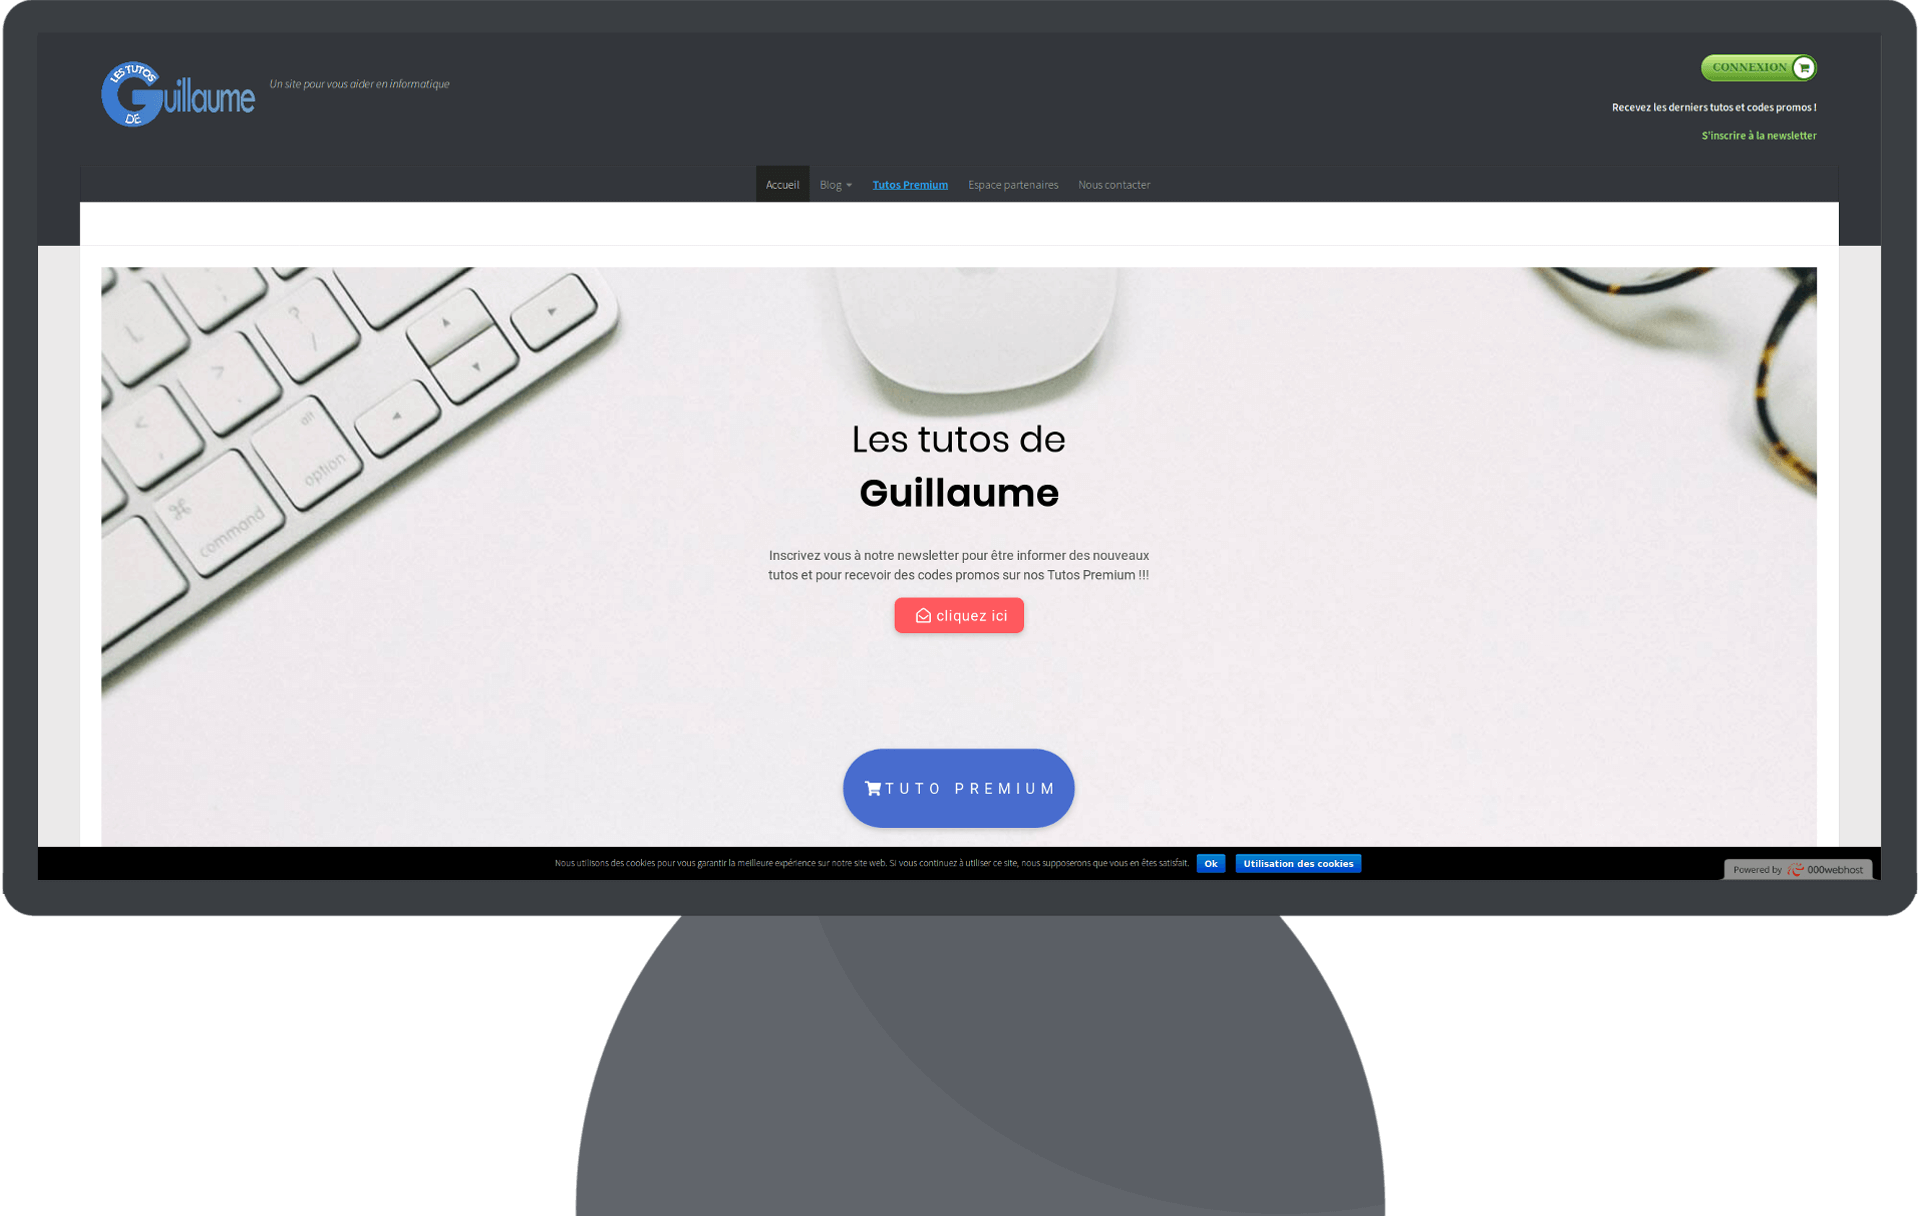 LES TUTOS
DE
Guillaume
Un site pour vous aider en informatique
CONNEXION
Recevez les derniers tutos et codes promos !
S'inscrire à la newsletter
Accueil Blog Tutos Premium Espace partenaires Nous contacter
L
?
/
>
.
<
,
alt
option
⌘
command
Les tutos de
Guillaume
Inscrivez vous à notre newsletter pour être informer des nouveaux
tutos et pour recevoir des codes promos sur nos Tutos Premium !!!
cliquez ici
TUTO PREMIUM
Nous utilisons des cookies pour vous garantir la meilleure expérience sur notre site web. Si vous continuez à utiliser ce site, nous supposerons que vous en êtes satisfait. Ok Utilisation des cookies
Powered by 000webhost